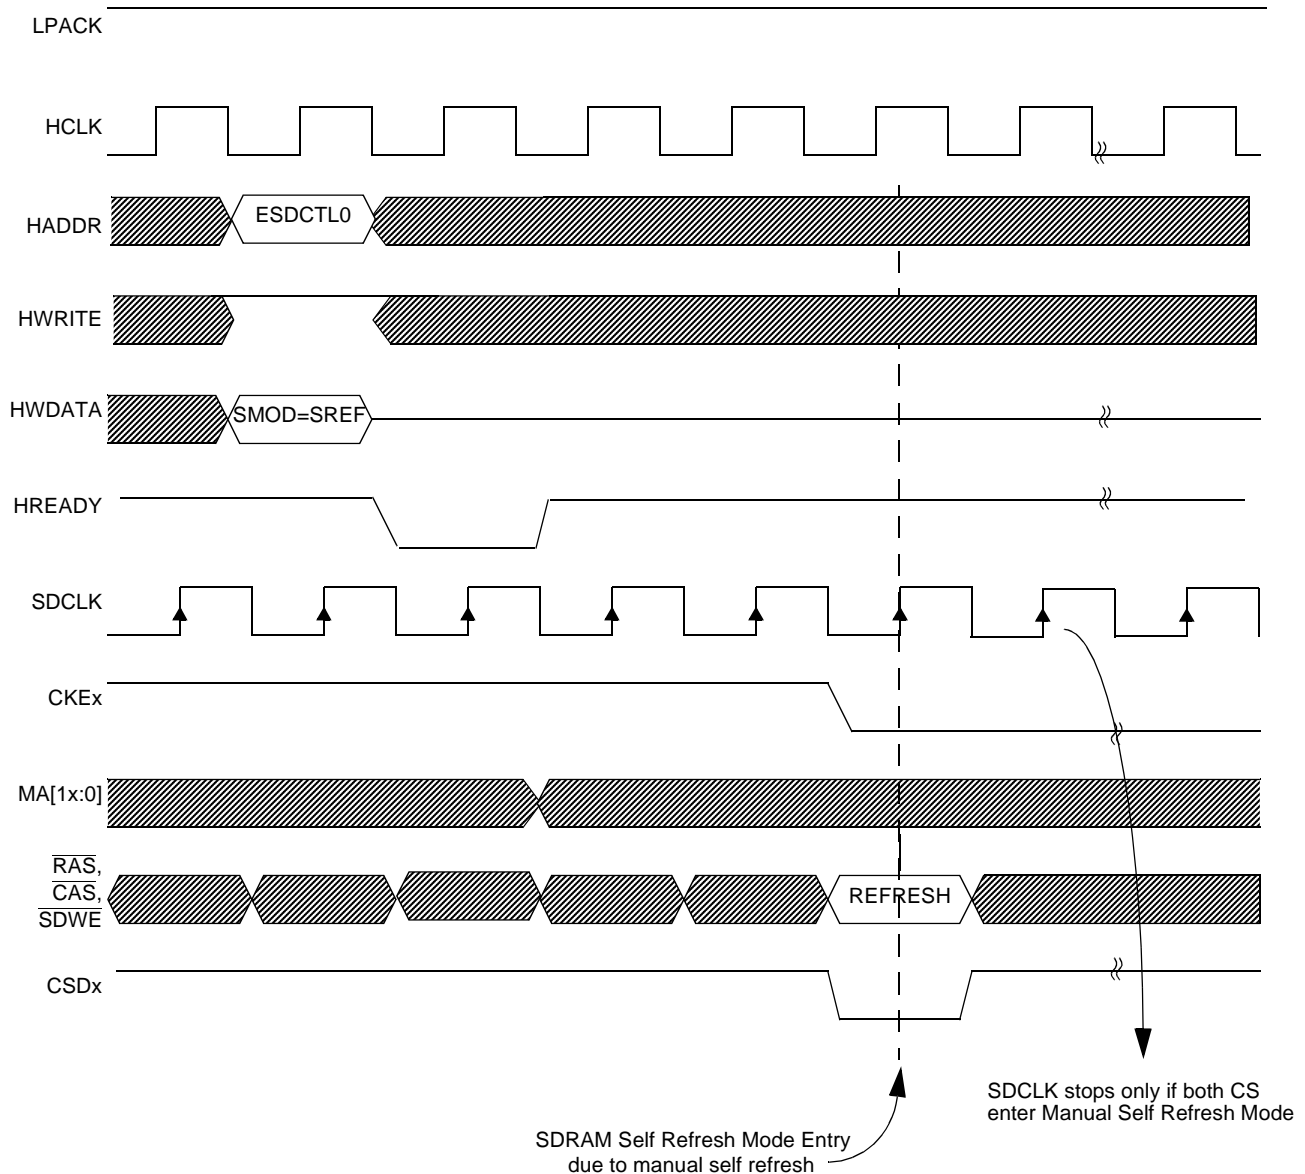 LPACK
HCLK
HADDR
ESDCTL0
HWRITE
HWDATA
SMOD=SREF
HREADY
SDCLK
CKEx
MA[1x:0]
RAS,
CAS,
SDWE
REFRESH
CSDx
SDCLK stops only if both CS
enter Manual Self Refresh Mode
SDRAM Self Refresh Mode Entry
due to manual self refresh